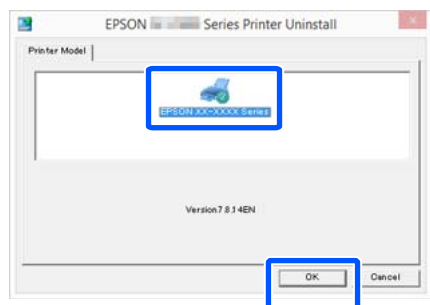 EPSON Series Printer Uninstall
Printer Model
EPSON XX-XXXX Series
Version7.8.14EN
OK
Cancel